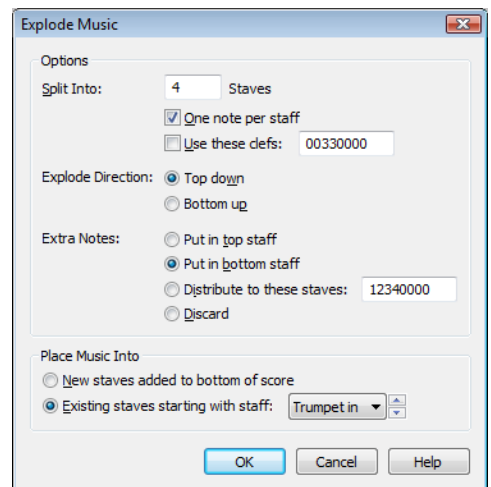 Explode Music
Options
Split Into: 4 Staves
One note per staff
Use these clefs: 00330000
Explode Direction: Top down
Bottom up
Extra Notes: Put in top staff
Put in bottom staff
Distribute to these staves: 12340000
Discard
Place Music Into
New staves added to bottom of score
Existing staves starting with staff: Trumpet in
OK Cancel Help